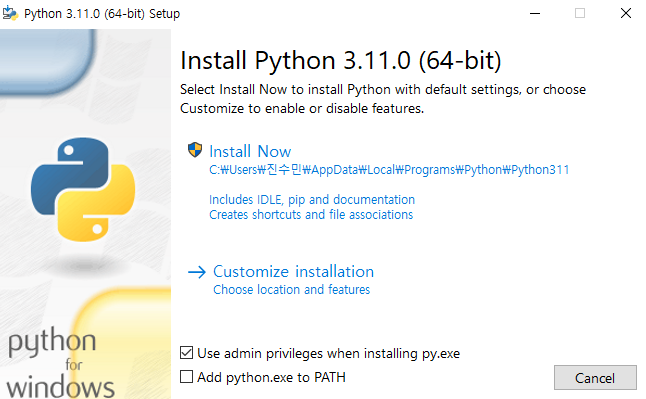 Python 3.11.0 (64-bit) Setup
Install Python 3.11.0 (64-bit)
Select Install Now to install Python with default settings, or choose
Customize to enable or disable features.
Install Now
C:₩Users₩진수민₩AppData₩Local₩Programs₩Python₩Python311
Includes IDLE, pip and documentation
Creates shortcuts and file associations
Customize installation
Choose location and features
python
for
windows
Use admin privileges when installing py.exe
Add python.exe to PATH
Cancel